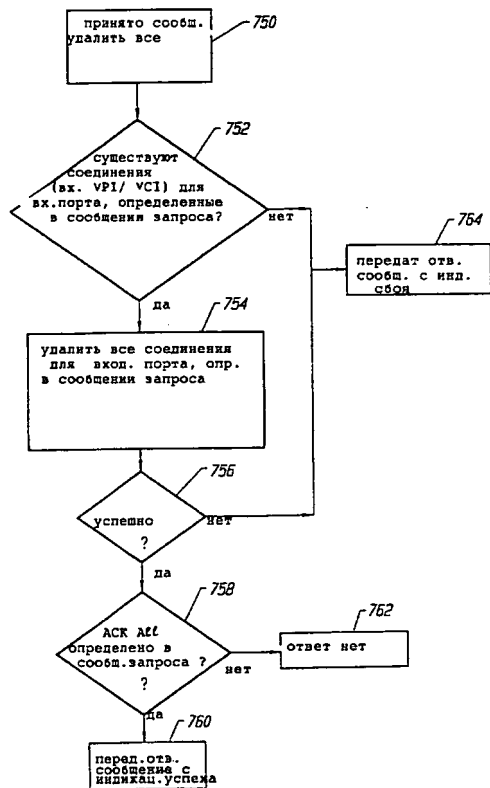 принято сообщ.
удалить все
750
752
существуют
соединения
(вх. VPI/ VCI) для
вх.порта, определенные
в сообщении запроса?
нет
да
764
передат отв.
сообщ. с инд.
сбоя
754
удалить все соединения
для вход. порта, опр.
в сообщении запроса
756
успешно
?
нет
да
758
ACK All
определено в
сообщ.запроса ?
?
нет
да
762
ответ нет
760
перед.отв.
сообщение с
индикац.успеха